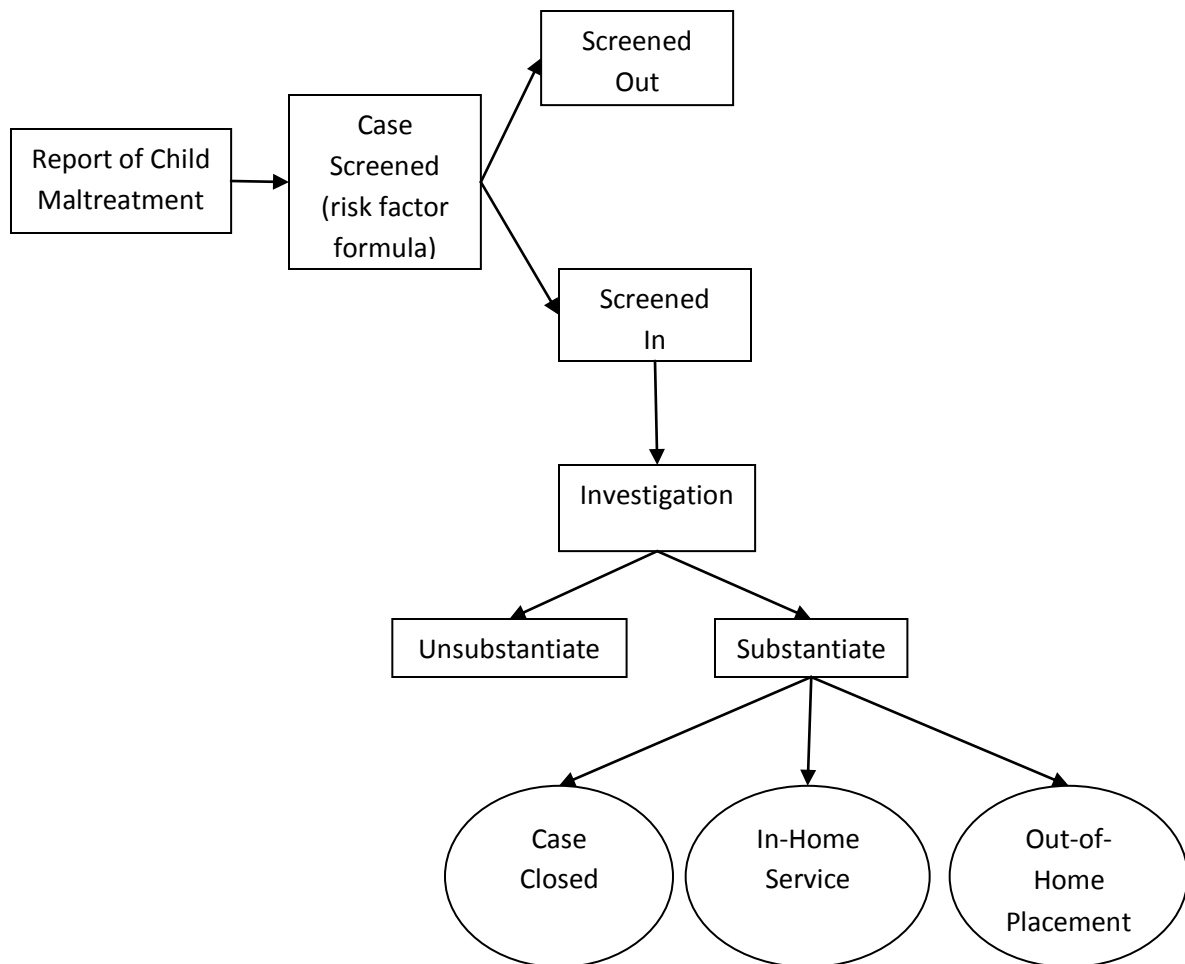 Screened
Out
Report of Child
Maltreatment
Case
Screened
(risk factor
formula)
Screened
In
Investigation
Unsubstantiate
Substantiate
Case
Closed
In-Home
Service
Out-of-
Home
Placement